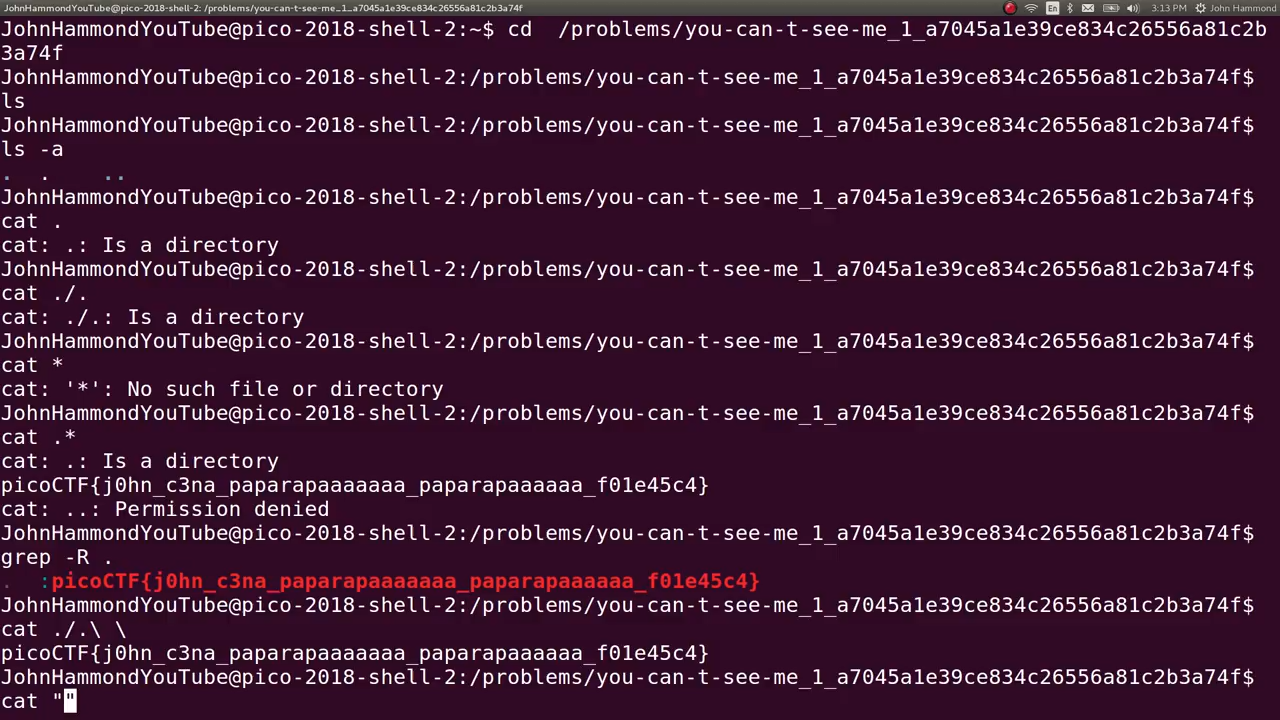 JohnHammondYouTube@pico-2018-shell-2: /problems/you-can-t-see-me_1_a7045a1e39ce834c26556a81c2b3a74f
En
3:13 PM
John Hammond
JohnHammondYouTube@pico-2018-shell-2:~$ cd  /problems/you-can-t-see-me_1_a7045a1e39ce834c26556a81c2b
3a74f
JohnHammondYouTube@pico-2018-shell-2:/problems/you-can-t-see-me_1_a7045a1e39ce834c26556a81c2b3a74f$
ls
JohnHammondYouTube@pico-2018-shell-2:/problems/you-can-t-see-me_1_a7045a1e39ce834c26556a81c2b3a74f$
ls -a
.  .    ..
JohnHammondYouTube@pico-2018-shell-2:/problems/you-can-t-see-me_1_a7045a1e39ce834c26556a81c2b3a74f$
cat .
cat: .: Is a directory
JohnHammondYouTube@pico-2018-shell-2:/problems/you-can-t-see-me_1_a7045a1e39ce834c26556a81c2b3a74f$
cat ./.
cat: ./.: Is a directory
JohnHammondYouTube@pico-2018-shell-2:/problems/you-can-t-see-me_1_a7045a1e39ce834c26556a81c2b3a74f$
cat *
cat: '*': No such file or directory
JohnHammondYouTube@pico-2018-shell-2:/problems/you-can-t-see-me_1_a7045a1e39ce834c26556a81c2b3a74f$
cat .*
cat: .: Is a directory
picoCTF{j0hn_c3na_paparapaaaaaaa_paparapaaaaaa_f01e45c4}
cat: ..: Permission denied
JohnHammondYouTube@pico-2018-shell-2:/problems/you-can-t-see-me_1_a7045a1e39ce834c26556a81c2b3a74f$
grep -R .
.  :picoCTF{j0hn_c3na_paparapaaaaaaa_paparapaaaaaa_f01e45c4}
JohnHammondYouTube@pico-2018-shell-2:/problems/you-can-t-see-me_1_a7045a1e39ce834c26556a81c2b3a74f$
cat ./.\ \
picoCTF{j0hn_c3na_paparapaaaaaaa_paparapaaaaaa_f01e45c4}
JohnHammondYouTube@pico-2018-shell-2:/problems/you-can-t-see-me_1_a7045a1e39ce834c26556a81c2b3a74f$
cat ""